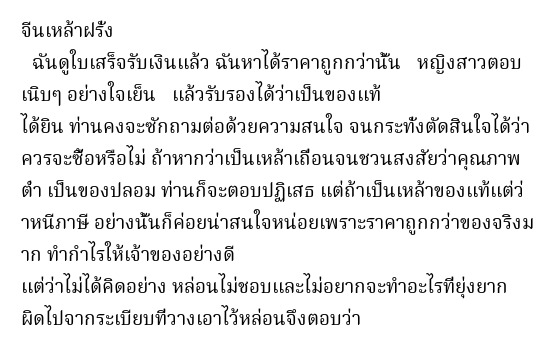 จีนเหล้าฝรั่ง
ฉันดูใบเสร็จรับเงินแล้ว ฉันหาได้ราคาถูกกว่านั้น หญิงสาวตอบ
เนิบๆ อย่างใจเย็น แล้วรับรองได้ว่าเป็นของแท้
ได้ยิน ท่านคงจะซักถามต่อด้วยความสนใจ จนกระทั่งตัดสินใจได้ว่า
ควรจะซื้อหรือไม่ ถ้าหากว่าเป็นเหล้าเถื่อนจนชวนสงสัยว่าคุณภาพ
ต่ำ เป็นของปลอม ท่านก็จะตอบปฏิเสธ แต่ถ้าเป็นเหล้าของแท้แต่ว่
าหนีภาษี อย่างนั้นก็ค่อยน่าสนใจหน่อยเพราะราคาถูกกว่าของจริงม
าก ทำกำไรให้เจ้าของอย่างดี
แต่ว่าไม่ได้คิดอย่าง หล่อนไม่ชอบและไม่อยากจะทำอะไรที่ยุ่งยาก
ผิดไปจากระเบียบที่วางเอาไว้หล่อนจึงตอบว่า